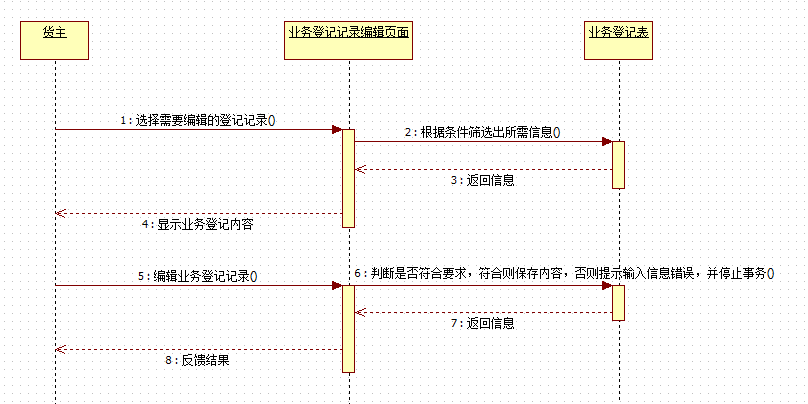 货主
业务登记记录编辑页面
业务登记表
1 : 选择需要编辑的登记记录()
2 : 根据条件筛选出所需信息()
3 : 返回信息
4 : 显示业务登记内容
5 : 编辑业务登记记录()
6 : 判断是否符合要求，符合则保存内容，否则提示输入信息错误，并停止事务()
7 : 返回信息
8 : 反馈结果